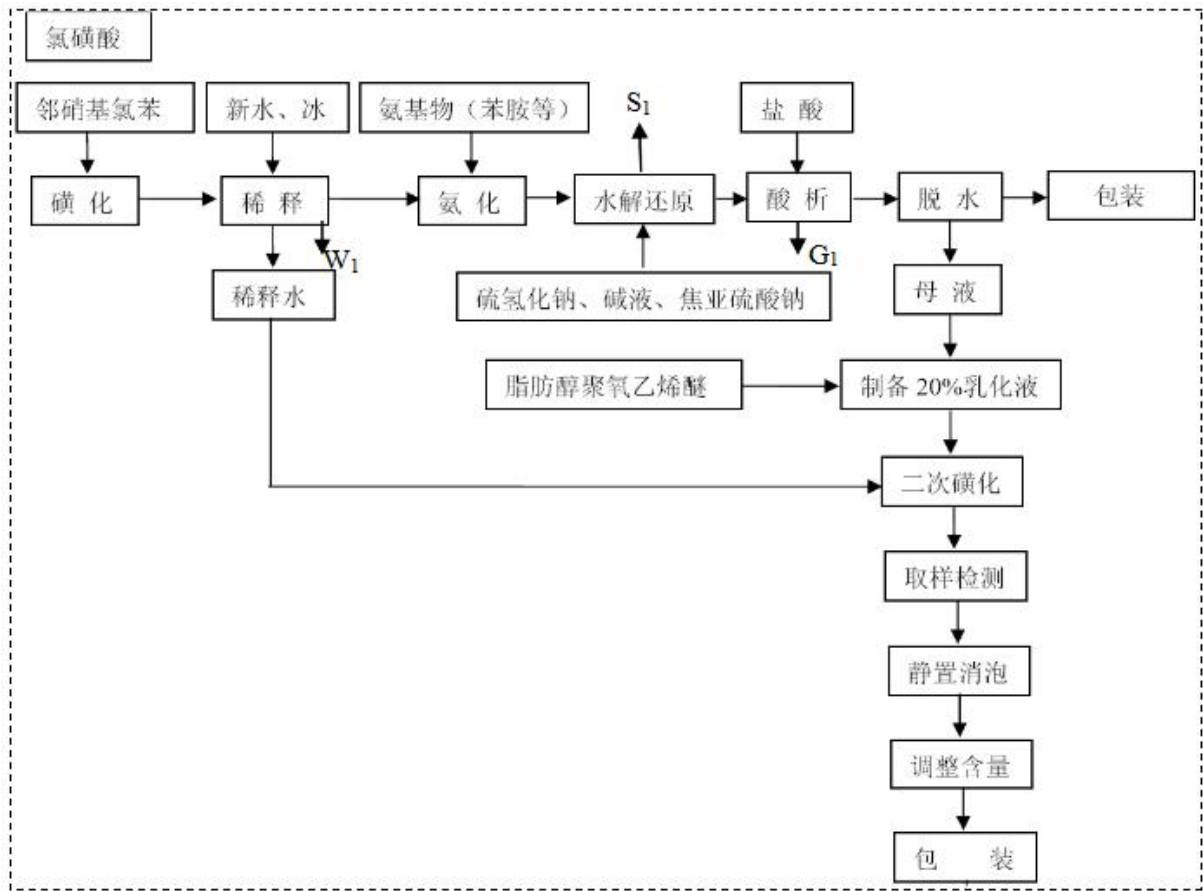 氯磺酸
邻硝基氯苯
新水、冰
氨基物（苯胺等）
S1
盐 酸
磺 化
稀 释
氨 化
水解还原
酸 析
脱 水
包装
W1
G1
稀释水
硫氢化钠、碱液、焦亚硫酸钠
母 液
脂肪醇聚氧乙烯醚
制备 20%乳化液
二次磺化
取样检测
静置消泡
调整含量
包 装